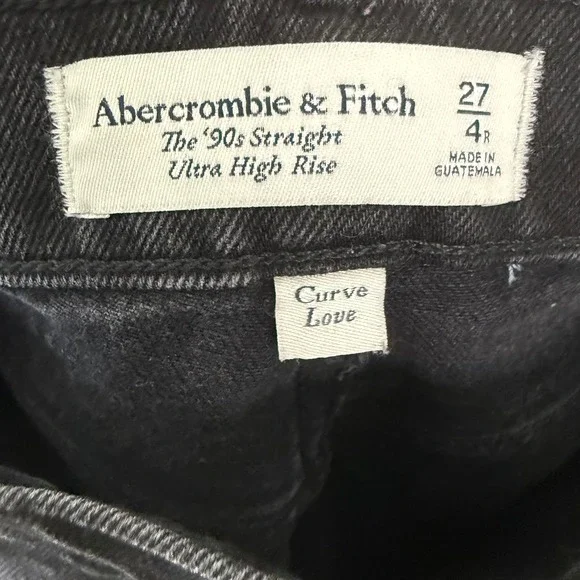 Abercrombie & Fitch
The '90s Straight
Ultra High Rise
27
4R
MADE IN
GUATEMALA
Curve
Love